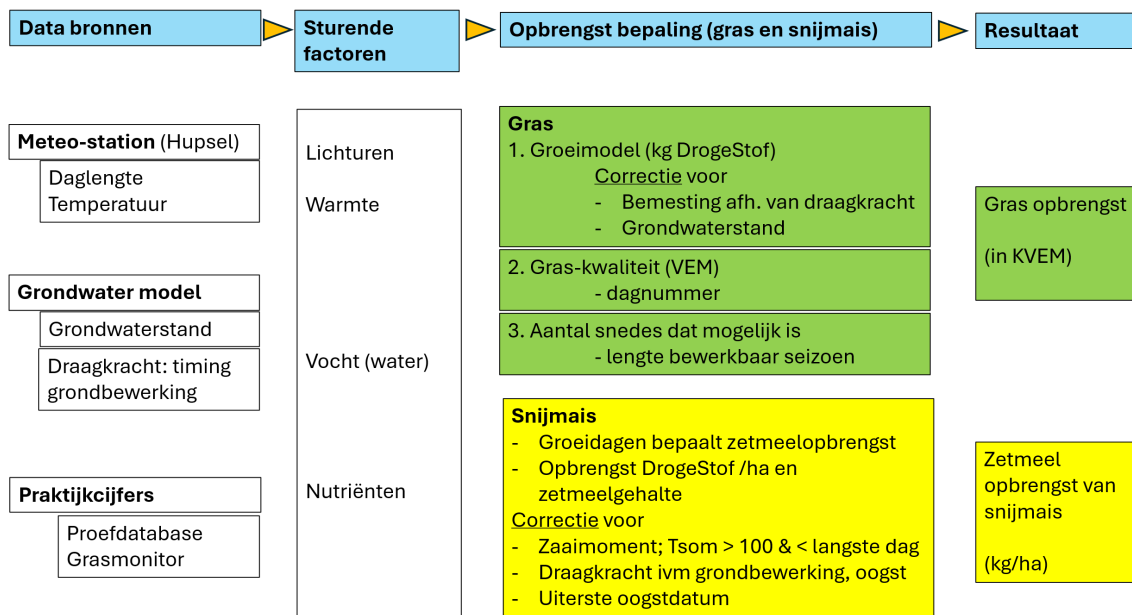 Data bronnen
Sturende
factoren
Opbrengst bepaling (gras en snijmais)
Resultaat
Meteo-station (Hupsel)
Daglengte
Temperatuur
Grondwater model
Grondwaterstand
Draagkracht: timing
grondbewerking
Praktijkcijfers
Proefdatabase
Grasmonitor
Lichturen
Warmte
Vocht (water)
Nutriënten
Gras
1. Groeimodel (kg DrogeStof)
Correctie voor
- Bemesting afh. van draagkracht
- Grondwaterstand
2. Gras-kwaliteit (VEM)
- dagnummer
3. Aantal snedes dat mogelijk is
- lengte bewerkbaar seizoen
Snijmais
- Groeidagen bepaalt zetmeelopbrengst
- Opbrengst DrogeStof /ha en
zetmeelgehalte
Correctie voor
- Zaaimoment; Tsom > 100 & < langste dag
- Draagkracht ivm grondbewerking, oogst
- Uiterste oogstdatum
Gras opbrengst
(in KVEM)
Zetmeel
opbrengst van
snijmais
(kg/ha)